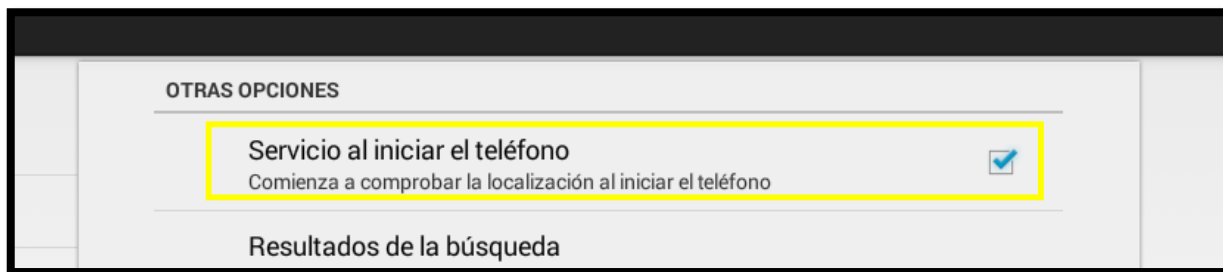 OTRAS OPCIONES
Servicio al iniciar el teléfono
Comienza a comprobar la localización al iniciar el teléfono
Resultados de la búsqueda